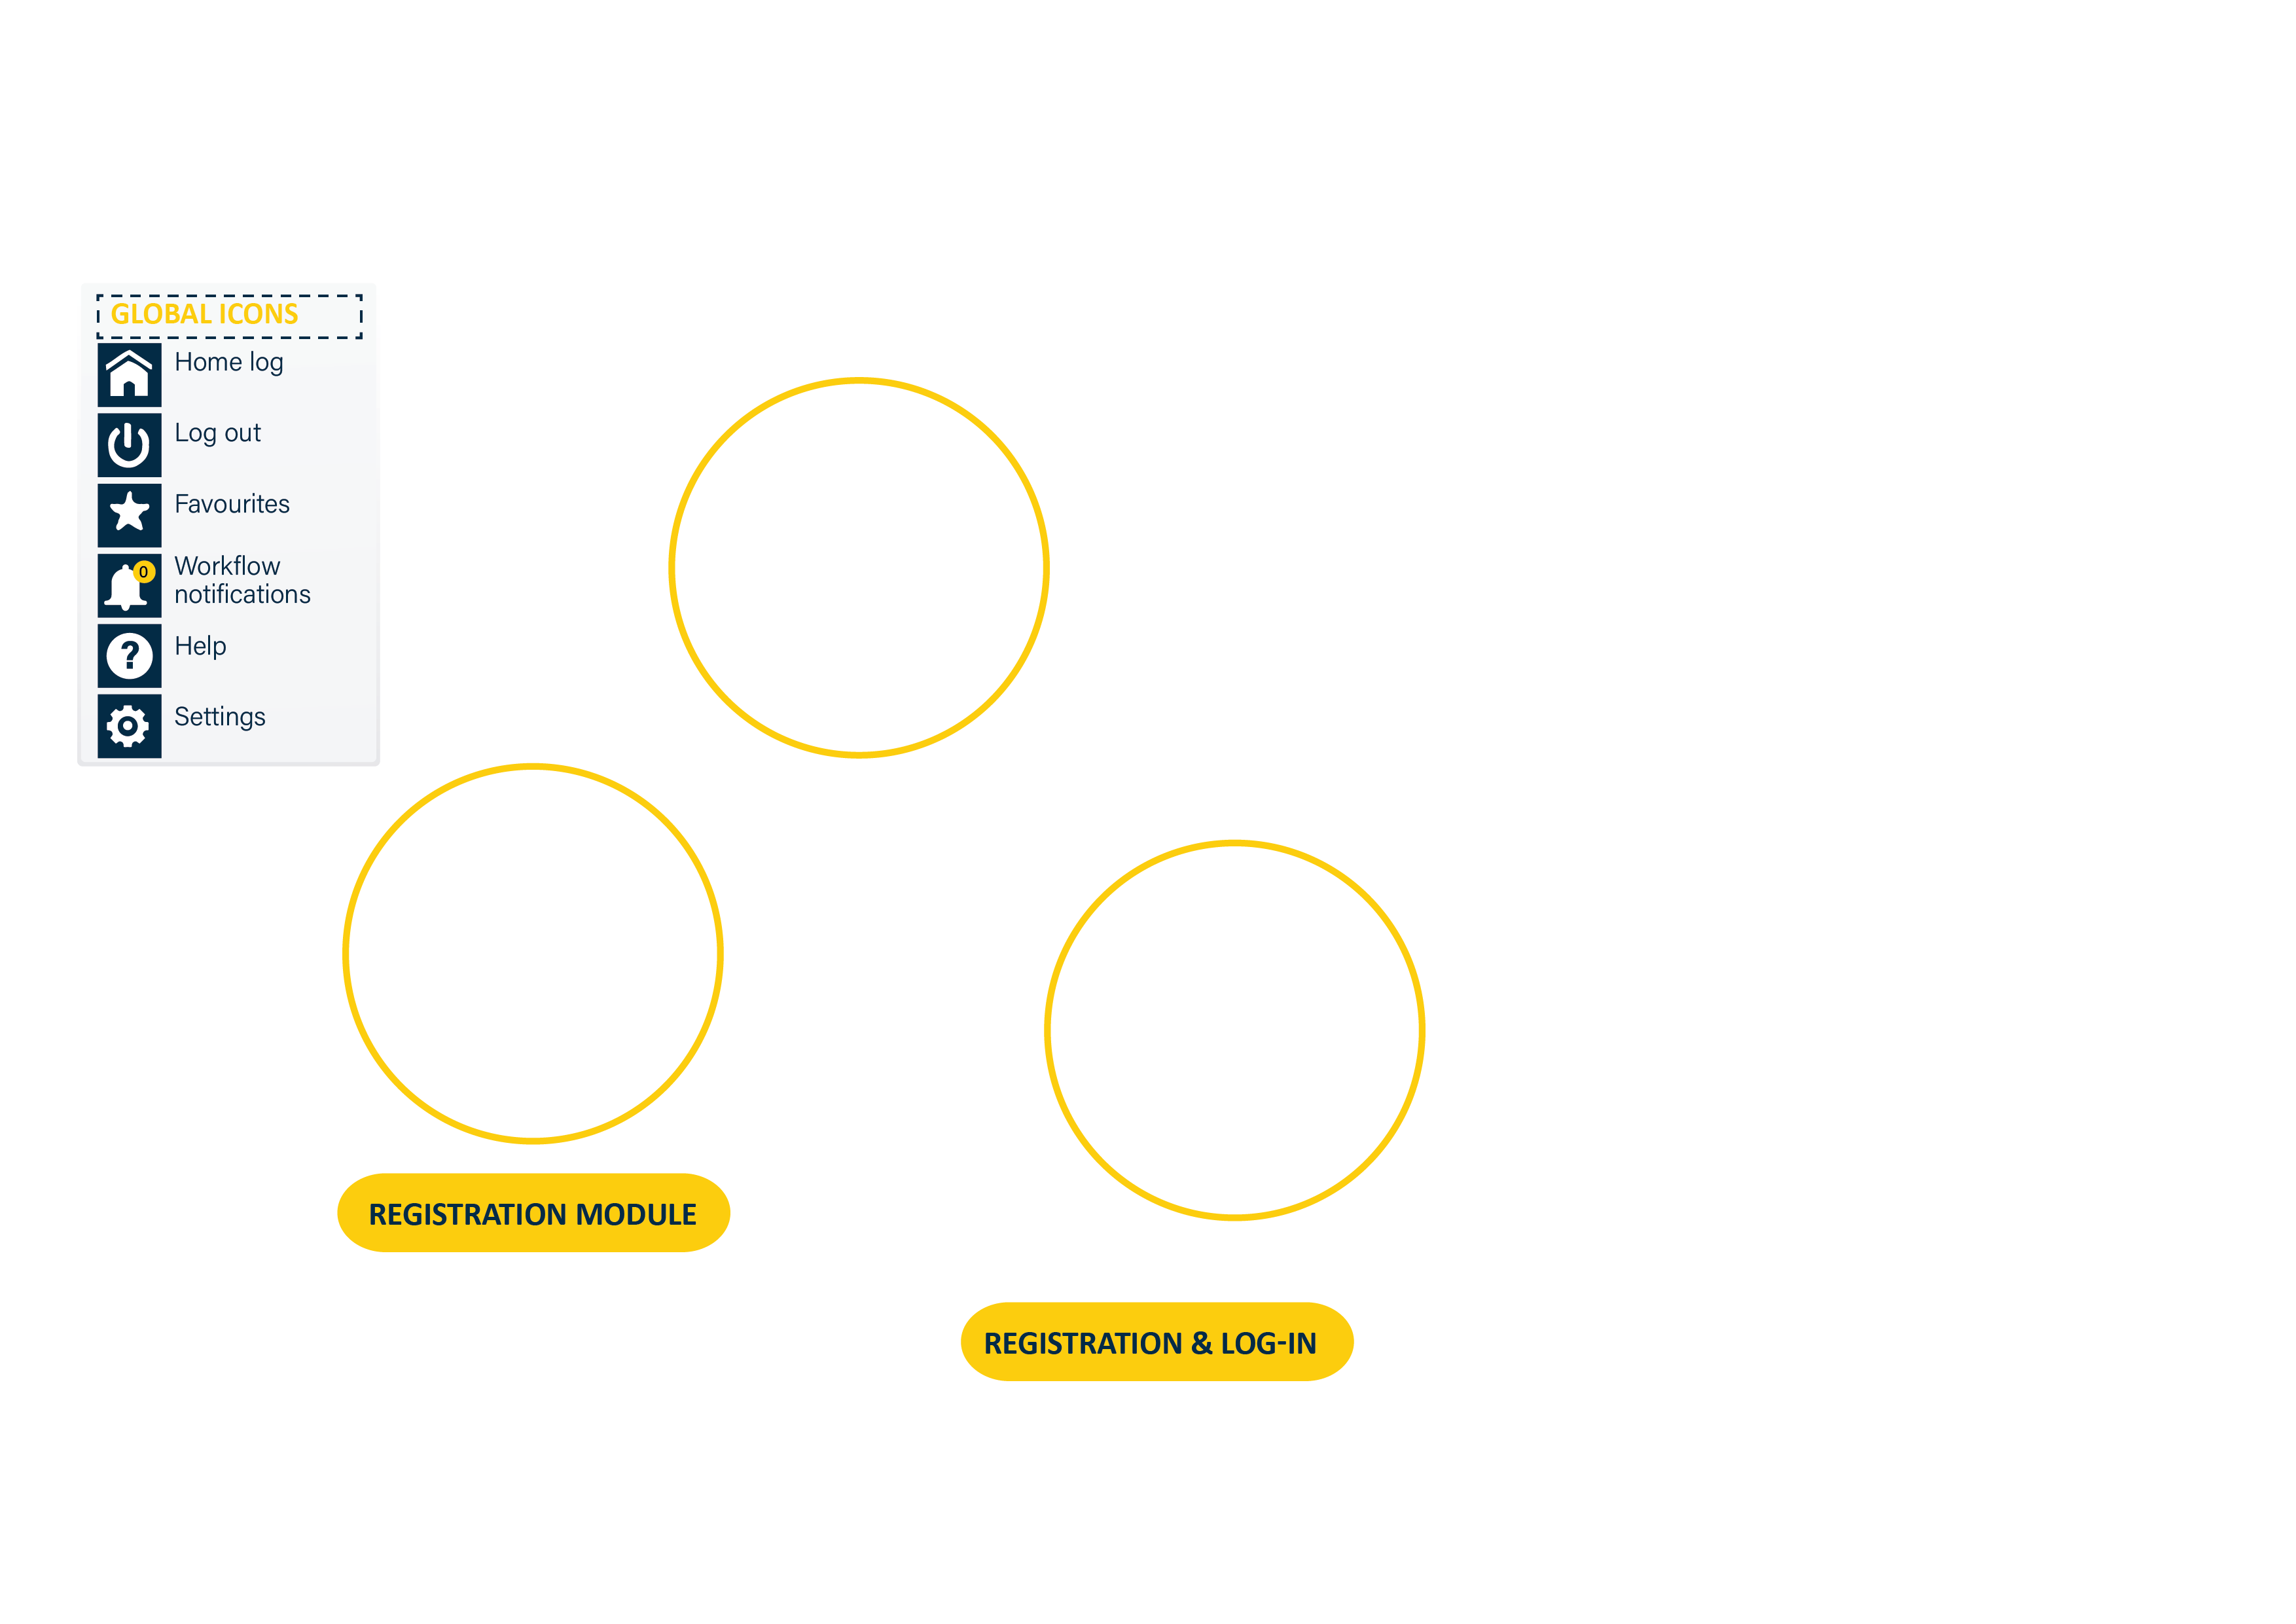 GLOBAL ICONS
Home log
Log out
Favourites
0
Workflow
notifications
?
Help
Settings
REGISTRATION MODULE
REGISTRATION & LOG-IN